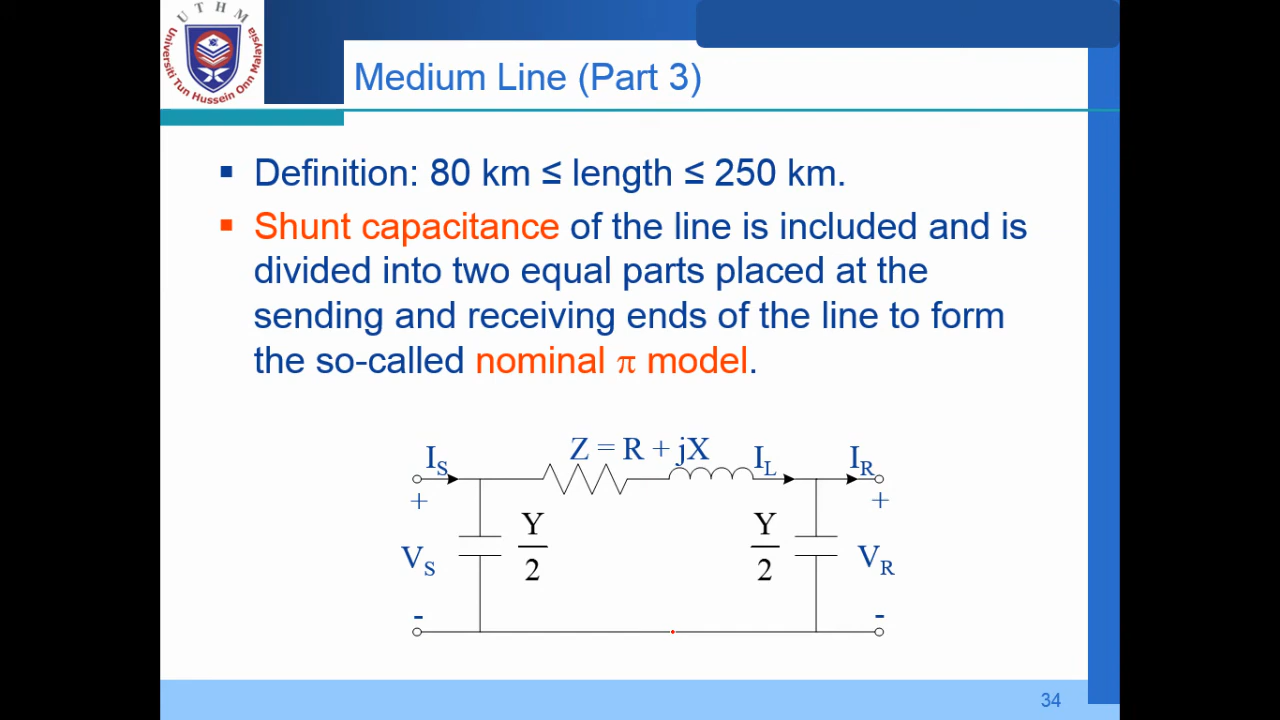 UTHM
Universiti Tun Hussein Onn Malaysia
Medium Line (Part 3)
▪ Definition: 80 km ≤ length ≤ 250 km.
▪ Shunt capacitance of the line is included and is
divided into two equal parts placed at the
sending and receiving ends of the line to form
the so-called nominal π model.
I_S Z = R + jX I_L I_R
+ +
V_S Y/2 Y/2 V_R
- -
34